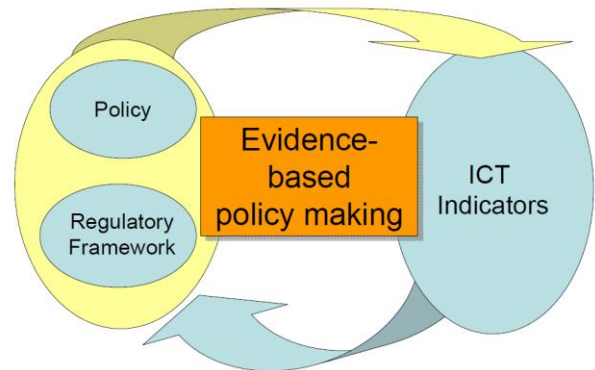 Policy
Regulatory
Framework
Evidence-
based
policy making
ICT
Indicators